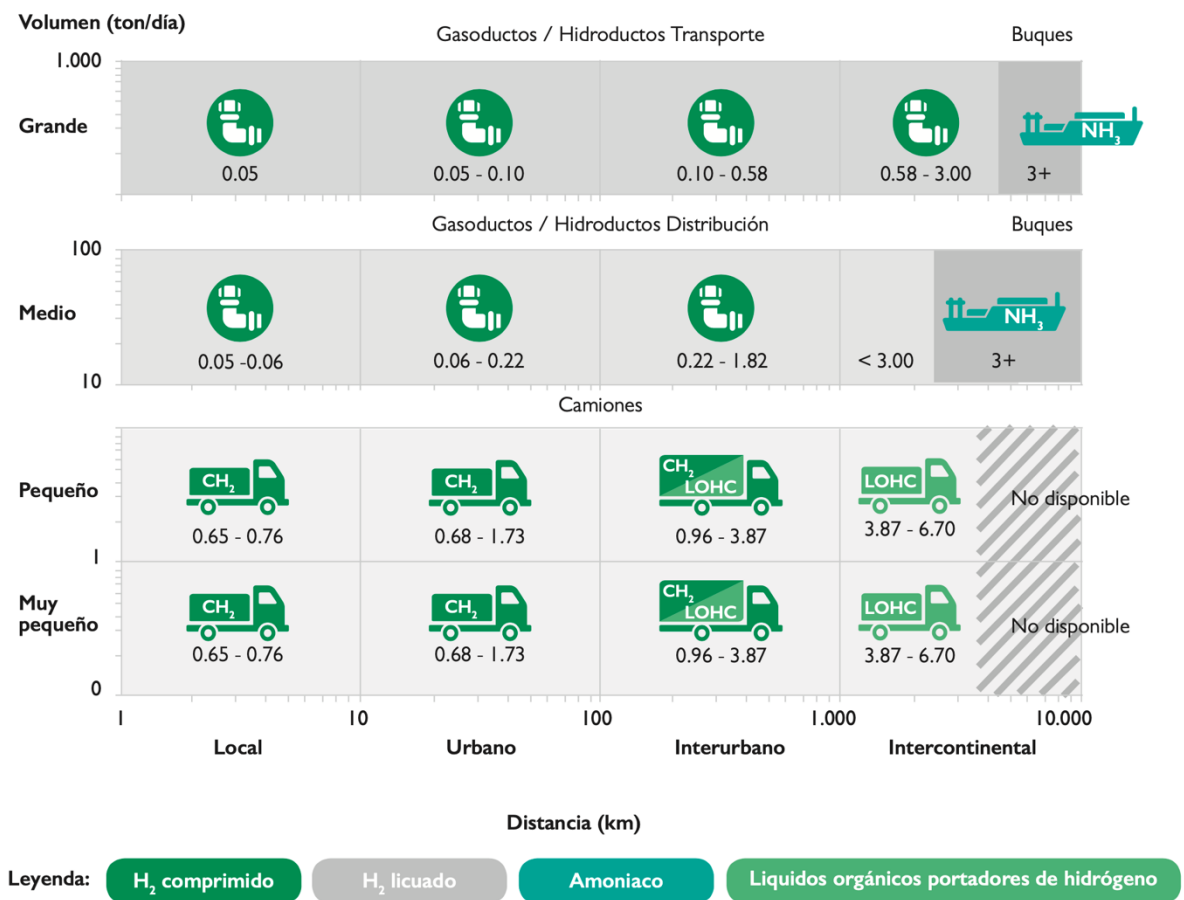 Volumen (ton/día)
Gasoductos / Hidroductos Transporte
Buques
1.000
Grande
NH₃
0.05
0.05 - 0.10
0.10 - 0.58
0.58 - 3.00
3+
Gasoductos / Hidroductos Distribución
Buques
100
Medio
NH₃
0.05 -0.06
0.06 - 0.22
0.22 - 1.82
< 3.00
3+
10
Camiones
Pequeño
CH₂
CH₂
CH₂
LOHC
LOHC
No disponible
0.65 - 0.76
0.68 - 1.73
0.96 - 3.87
3.87 - 6.70
1
Muy
pequeño
CH₂
CH₂
CH₂
LOHC
LOHC
No disponible
0.65 - 0.76
0.68 - 1.73
0.96 - 3.87
3.87 - 6.70
0
1
10
100
1.000
10.000
Local
Urbano
Interurbano
Intercontinental
Distancia (km)
Leyenda:
H₂ comprimido
H₂ licuado
Amoniaco
Liquidos orgánicos portadores de hidrógeno